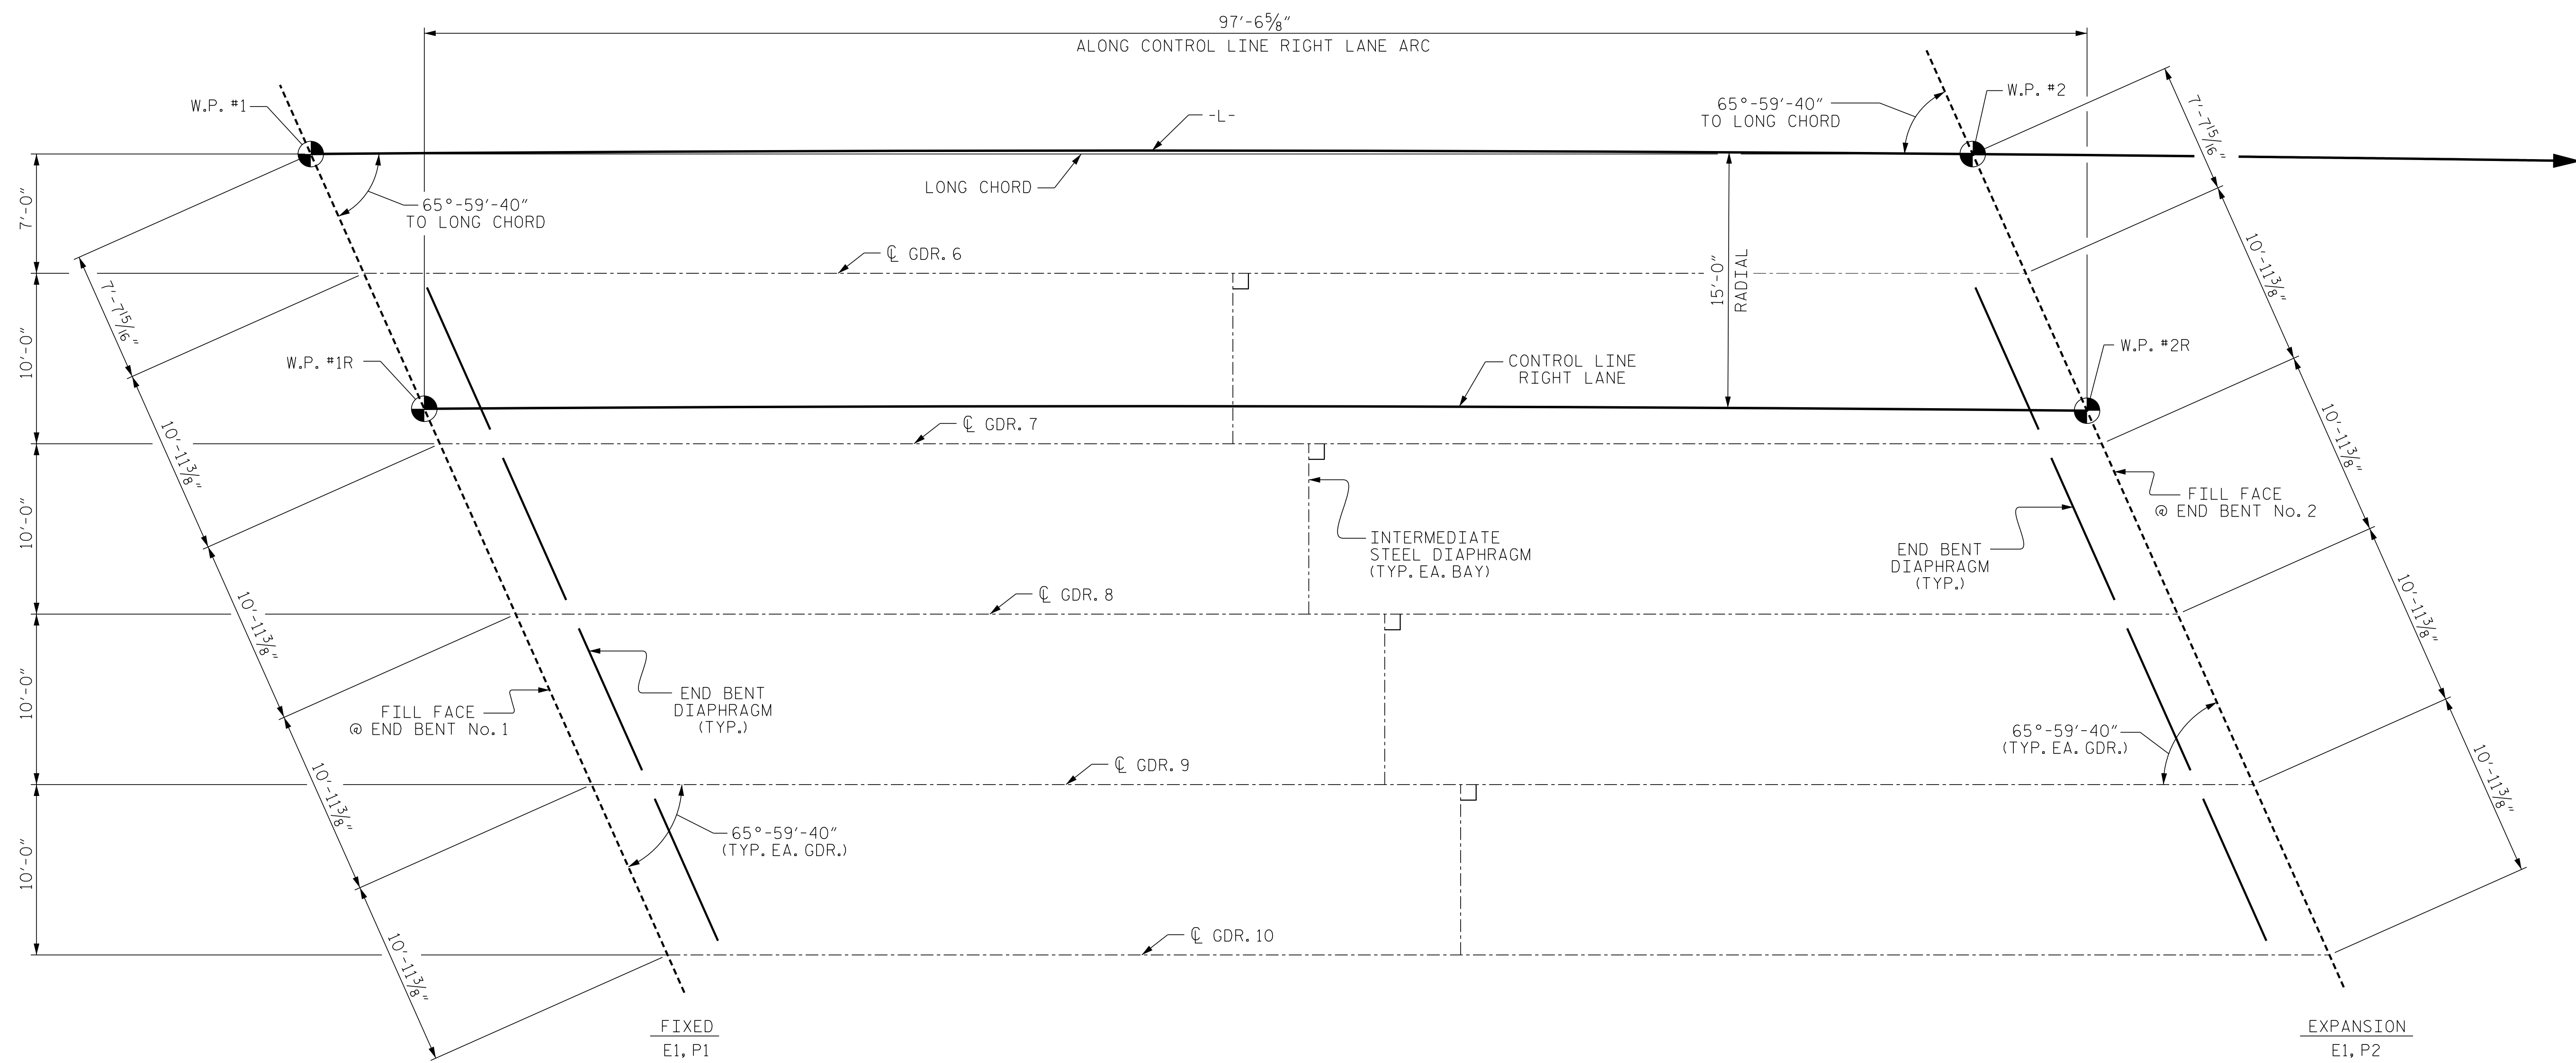 97'-6⅝"
ALONG CONTROL LINE RIGHT LANE ARC
W.P. #1
65°-59'-40"
TO LONG CHORD
W.P. #2
-L-
7'-7 15/16"
LONG CHORD
65°-59'-40"
TO LONG CHORD
7'-0"
℄ GDR. 6
15'-0"
RADIAL
10'-11⅜"
7'-7 15/16"
10'-0"
W.P. #1R
CONTROL LINE
RIGHT LANE
W.P. #2R
℄ GDR. 7
10'-11⅜"
10'-11⅜"
FILL FACE
@ END BENT No. 2
10'-0"
INTERMEDIATE
STEEL DIAPHRAGM
(TYP. EA. BAY)
END BENT
DIAPHRAGM
(TYP.)
℄ GDR. 8
10'-11⅜"
10'-11⅜"
10'-0"
END BENT
DIAPHRAGM
(TYP.)
FILL FACE
@ END BENT No. 1
65°-59'-40"
(TYP. EA. GDR.)
℄ GDR. 9
10'-11⅜"
10'-11⅜"
10'-0"
65°-59'-40"
(TYP. EA. GDR.)
℄ GDR. 10
10'-11⅜"
FIXED
E1, P1
EXPANSION
E1, P2